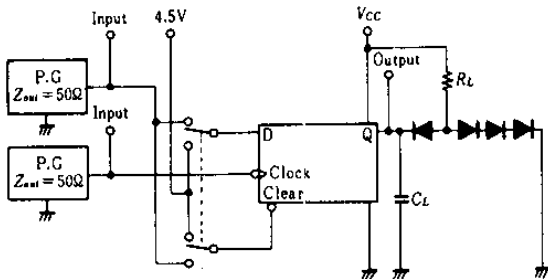 Input
4.5V
V_CC
Output
P.G
Z_out = 50Ω
Input
R_L
P.G
Z_out = 50Ω
D
Q
Clock
Clear
C_L